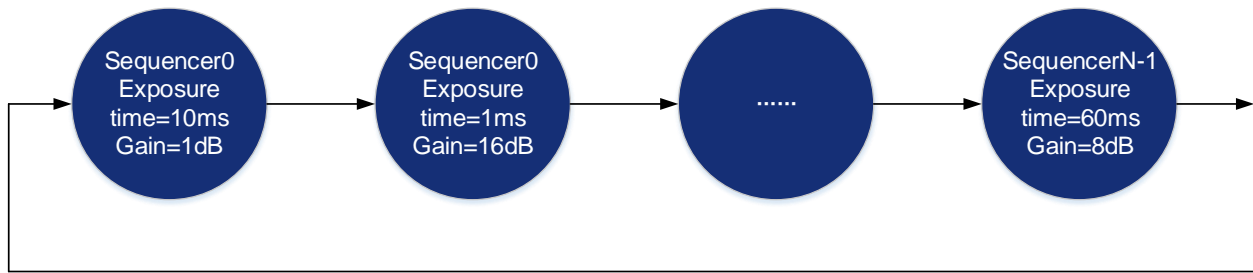 Sequencer0
Exposure
time=10ms
Gain=1dB
Sequencer0
Exposure
time=1ms
Gain=16dB
......
SequencerN-1
Exposure
time=60ms
Gain=8dB